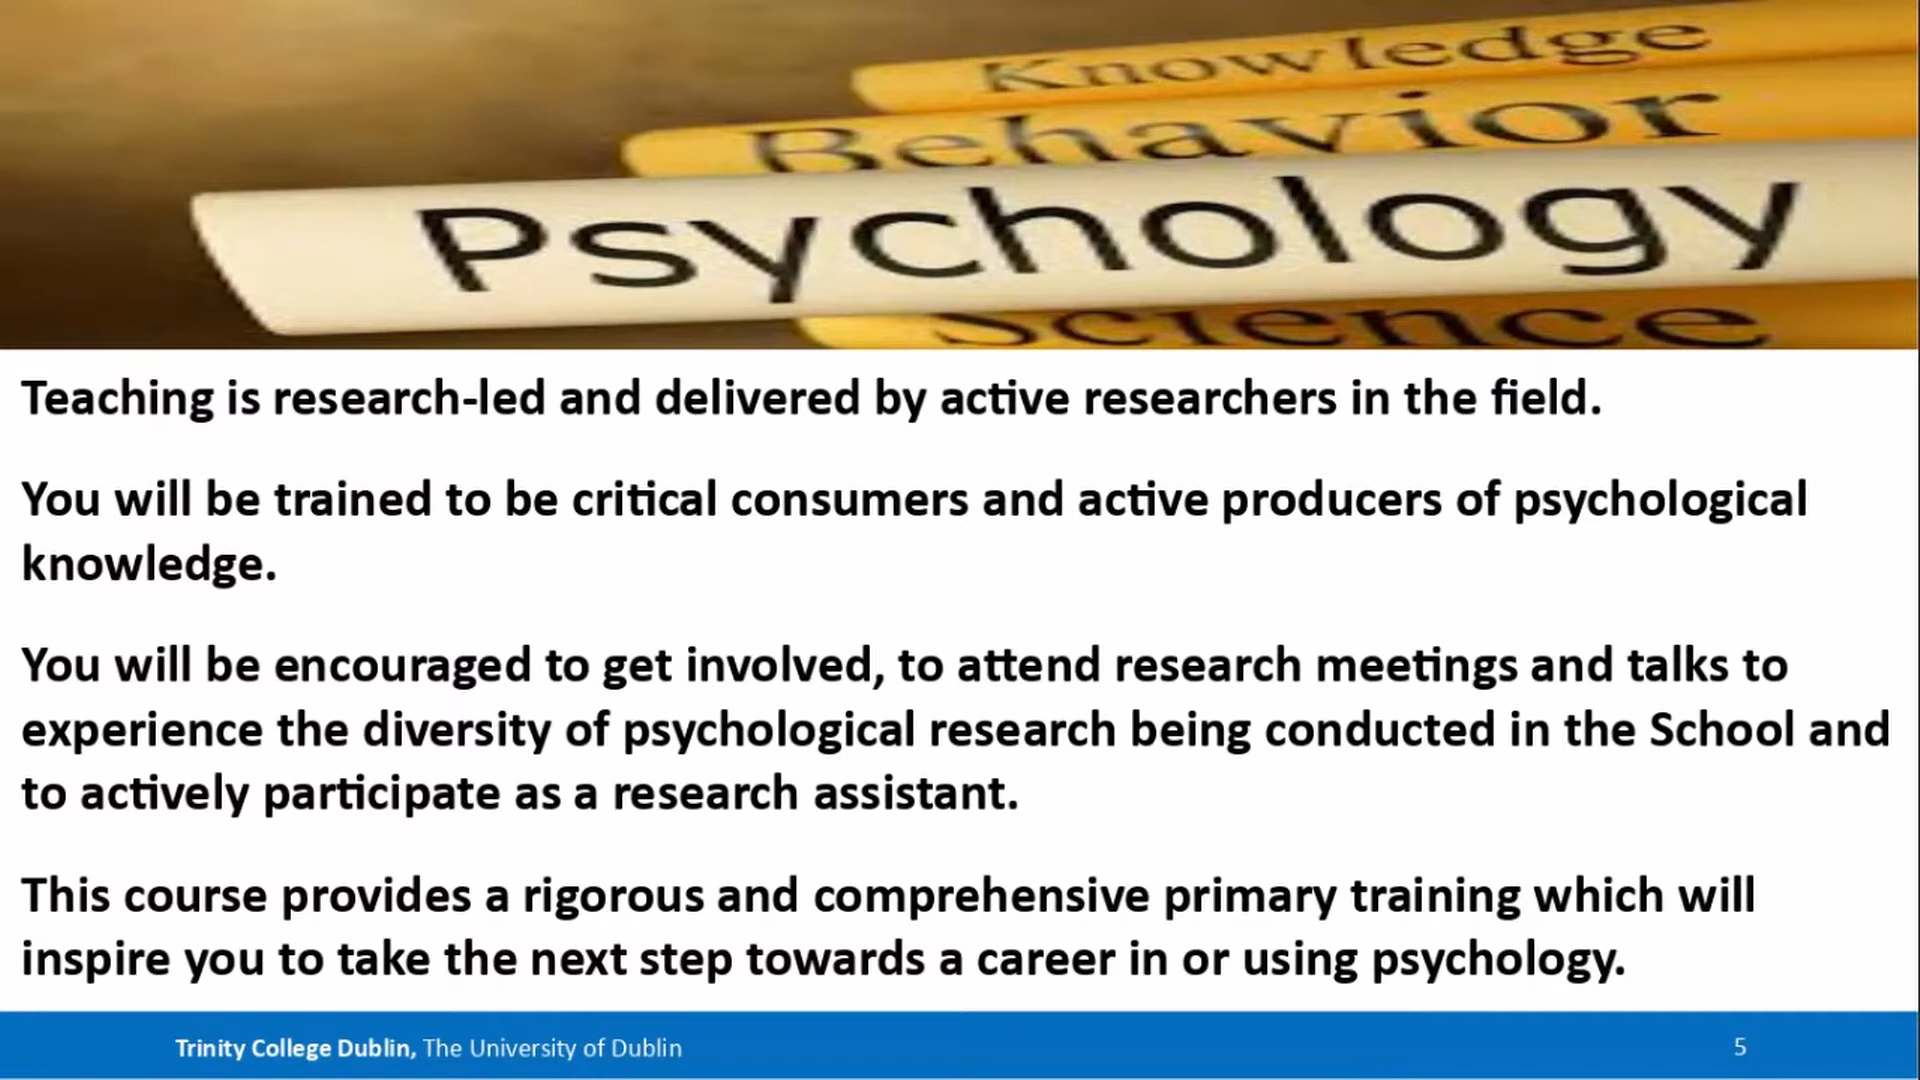 Knowledge
Behavior
Psychology
Science
Teaching is research-led and delivered by active researchers in the field.
You will be trained to be critical consumers and active producers of psychological
knowledge.
You will be encouraged to get involved, to attend research meetings and talks to
experience the diversity of psychological research being conducted in the School and
to actively participate as a research assistant.
This course provides a rigorous and comprehensive primary training which will
inspire you to take the next step towards a career in or using psychology.
Trinity College Dublin, The University of Dublin
5